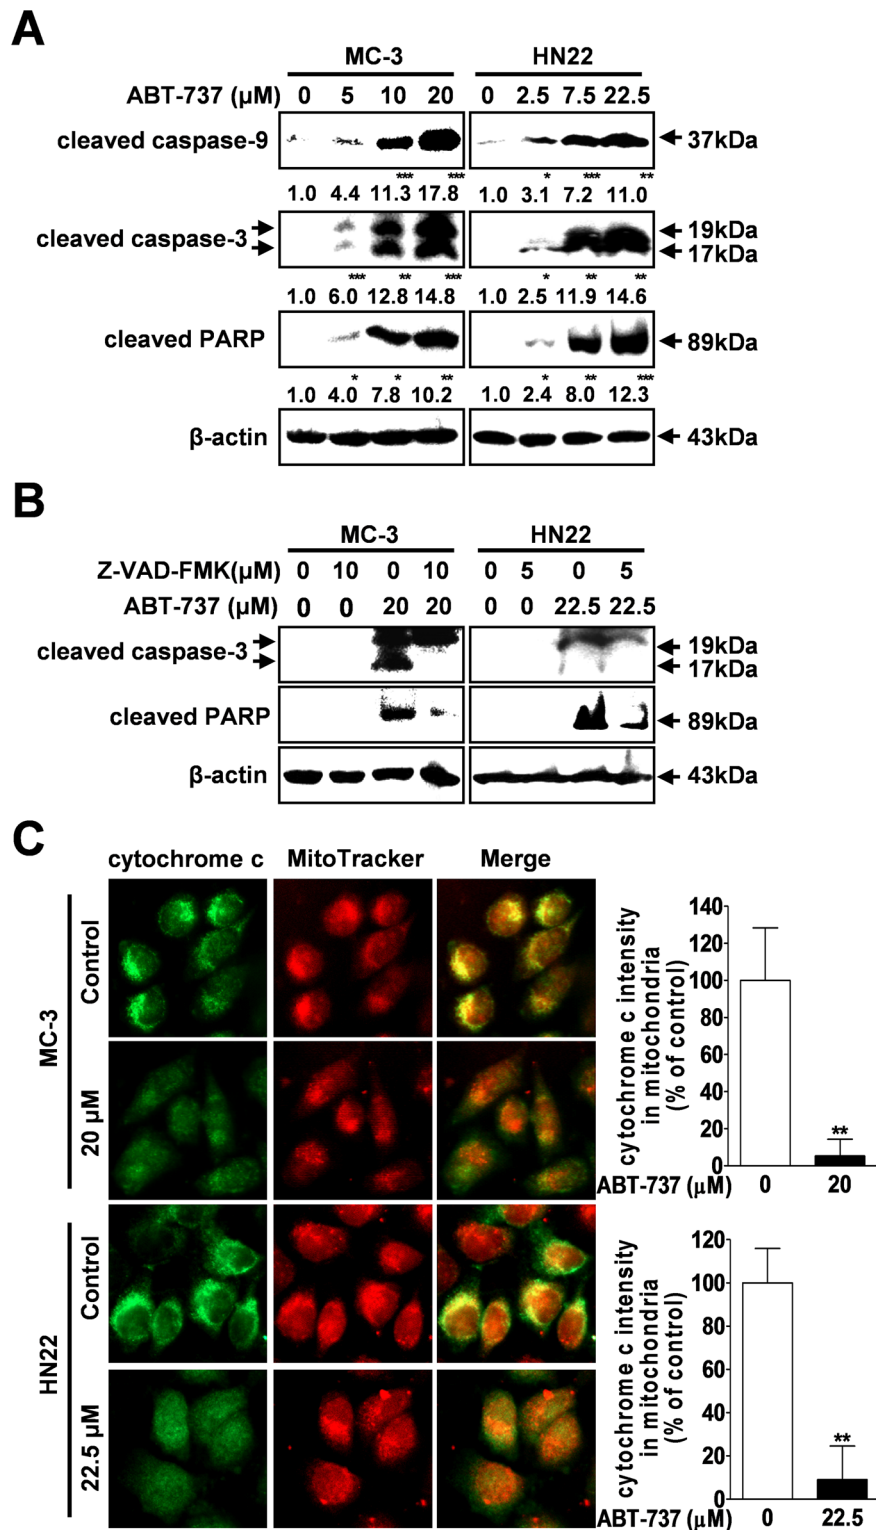 A
MC-3 HN22
ABT-737 (μM) 0 5 10 20 0 2.5 7.5 22.5
cleaved caspase-9 37kDa
*** *** * *** **
1.0 4.4 11.3 17.8 1.0 3.1 7.2 11.0
cleaved caspase-3 19kDa
17kDa
*** ** *** * ** **
1.0 6.0 12.8 14.8 1.0 2.5 11.9 14.6
cleaved PARP 89kDa
* * ** * ** ***
1.0 4.0 7.8 10.2 1.0 2.4 8.0 12.3
β-actin 43kDa
B
MC-3 HN22
Z-VAD-FMK(μM) 0 10 0 10 0 5 0 5
ABT-737 (μM) 0 0 20 20 0 0 22.5 22.5
cleaved caspase-3 19kDa
17kDa
cleaved PARP 89kDa
β-actin 43kDa
C
cytochrome c MitoTracker Merge
MC-3
Control
20 μM
HN22
Control
22.5 μM
cytochrome c intensity
in mitochondria
(% of control)
140
120
100
80
60
40
20
0
**
ABT-737 (μM) 0 20
cytochrome c intensity
in mitochondria
(% of control)
120
100
80
60
40
20
0
**
ABT-737 (μM) 0 22.5